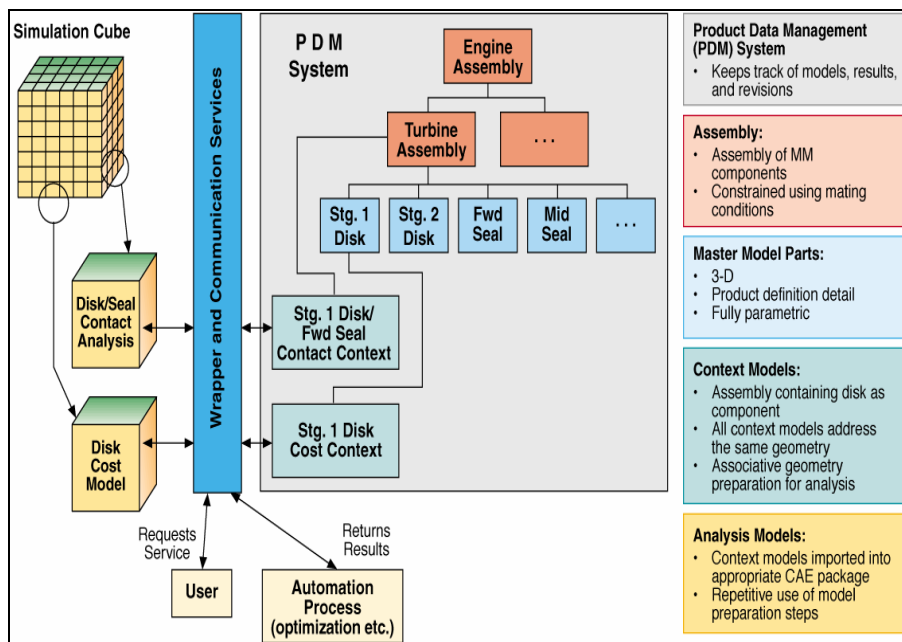 Simulation Cube
Disk/Seal
Contact
Analysis
Disk
Cost
Model
Wrapper and Communication Services
Requests
Service
Returns
Results
User
Automation
Process
(optimization etc.)
P D M
System
Engine
Assembly
Turbine
Assembly
. . .
Stg. 1
Disk
Stg. 2
Disk
Fwd
Seal
Mid
Seal
. . .
Stg. 1 Disk/
Fwd Seal
Contact Context
Stg. 1 Disk
Cost Context
Product Data Management
(PDM) System
• Keeps track of models, results,
and revisions
Assembly:
• Assembly of MM
components
• Constrained using mating
conditions
Master Model Parts:
• 3-D
• Product definition detail
• Fully parametric
Context Models:
• Assembly containing disk as
component
• All context models address
the same geometry
• Associative geometry
preparation for analysis
Analysis Models:
• Context models imported into
appropriate CAE package
• Repetitive use of model
preparation steps